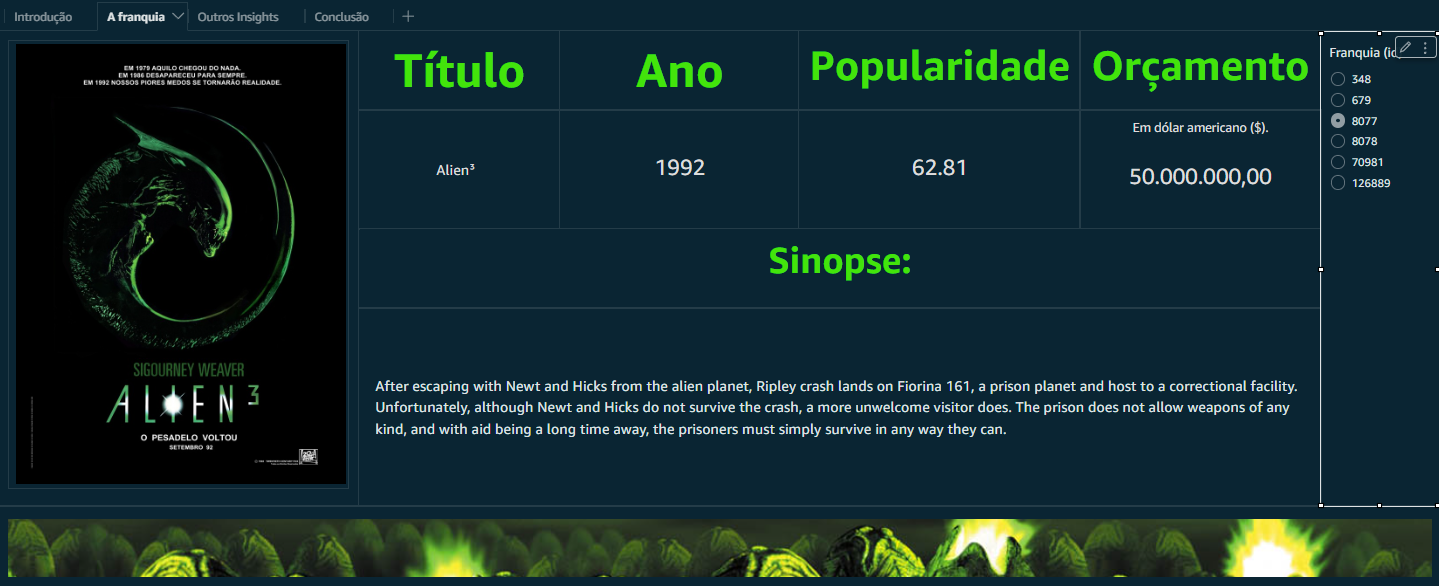 Introdução
A franquia
Outros Insights
Conclusão
EM 1979 AQUILO CHEGOU DO NADA.
EM 1986 DESAPARECEU PARA SEMPRE.
EM 1992 NOSSOS PIORES MEDOS SE TORNARÃO REALIDADE.
SIGOURNEY WEAVER
ALIEN 3
O PESADELO VOLTOU
SETEMBRO 92
Título
Ano
Popularidade
Orçamento
Alien³
1992
62.81
Em dólar americano ($).
50.000.000,00
Sinopse:
After escaping with Newt and Hicks from the alien planet, Ripley crash lands on Fiorina 161, a prison planet and host to a correctional facility.
Unfortunately, although Newt and Hicks do not survive the crash, a more unwelcome visitor does. The prison does not allow weapons of any
kind, and with aid being a long time away, the prisoners must simply survive in any way they can.
Franquia
348
679
8077
8078
70981
126889